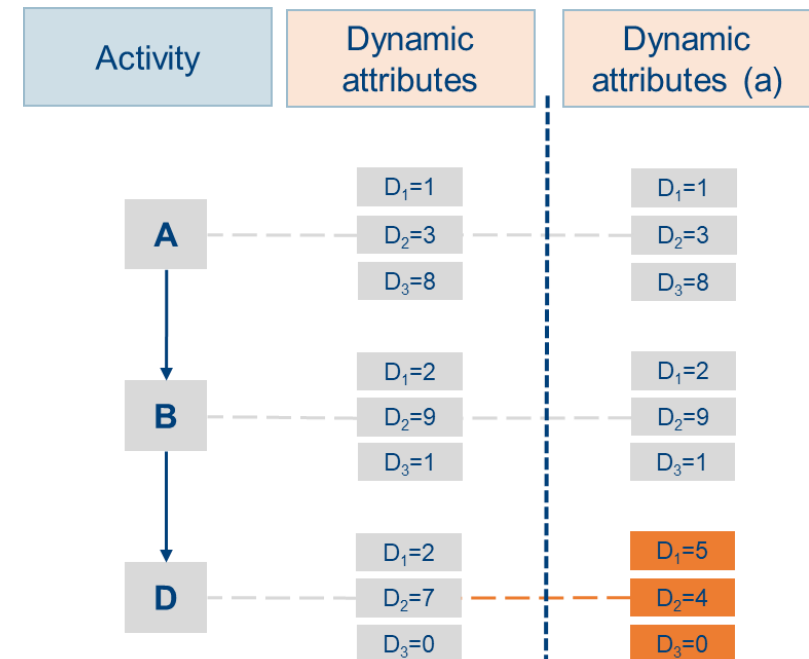 Activity
Dynamic
attributes
Dynamic
attributes (a)
A
D₁=1
D₂=3
D₃=8
D₁=1
D₂=3
D₃=8
B
D₁=2
D₂=9
D₃=1
D₁=2
D₂=9
D₃=1
D
D₁=2
D₂=7
D₃=0
D₁=5
D₂=4
D₃=0